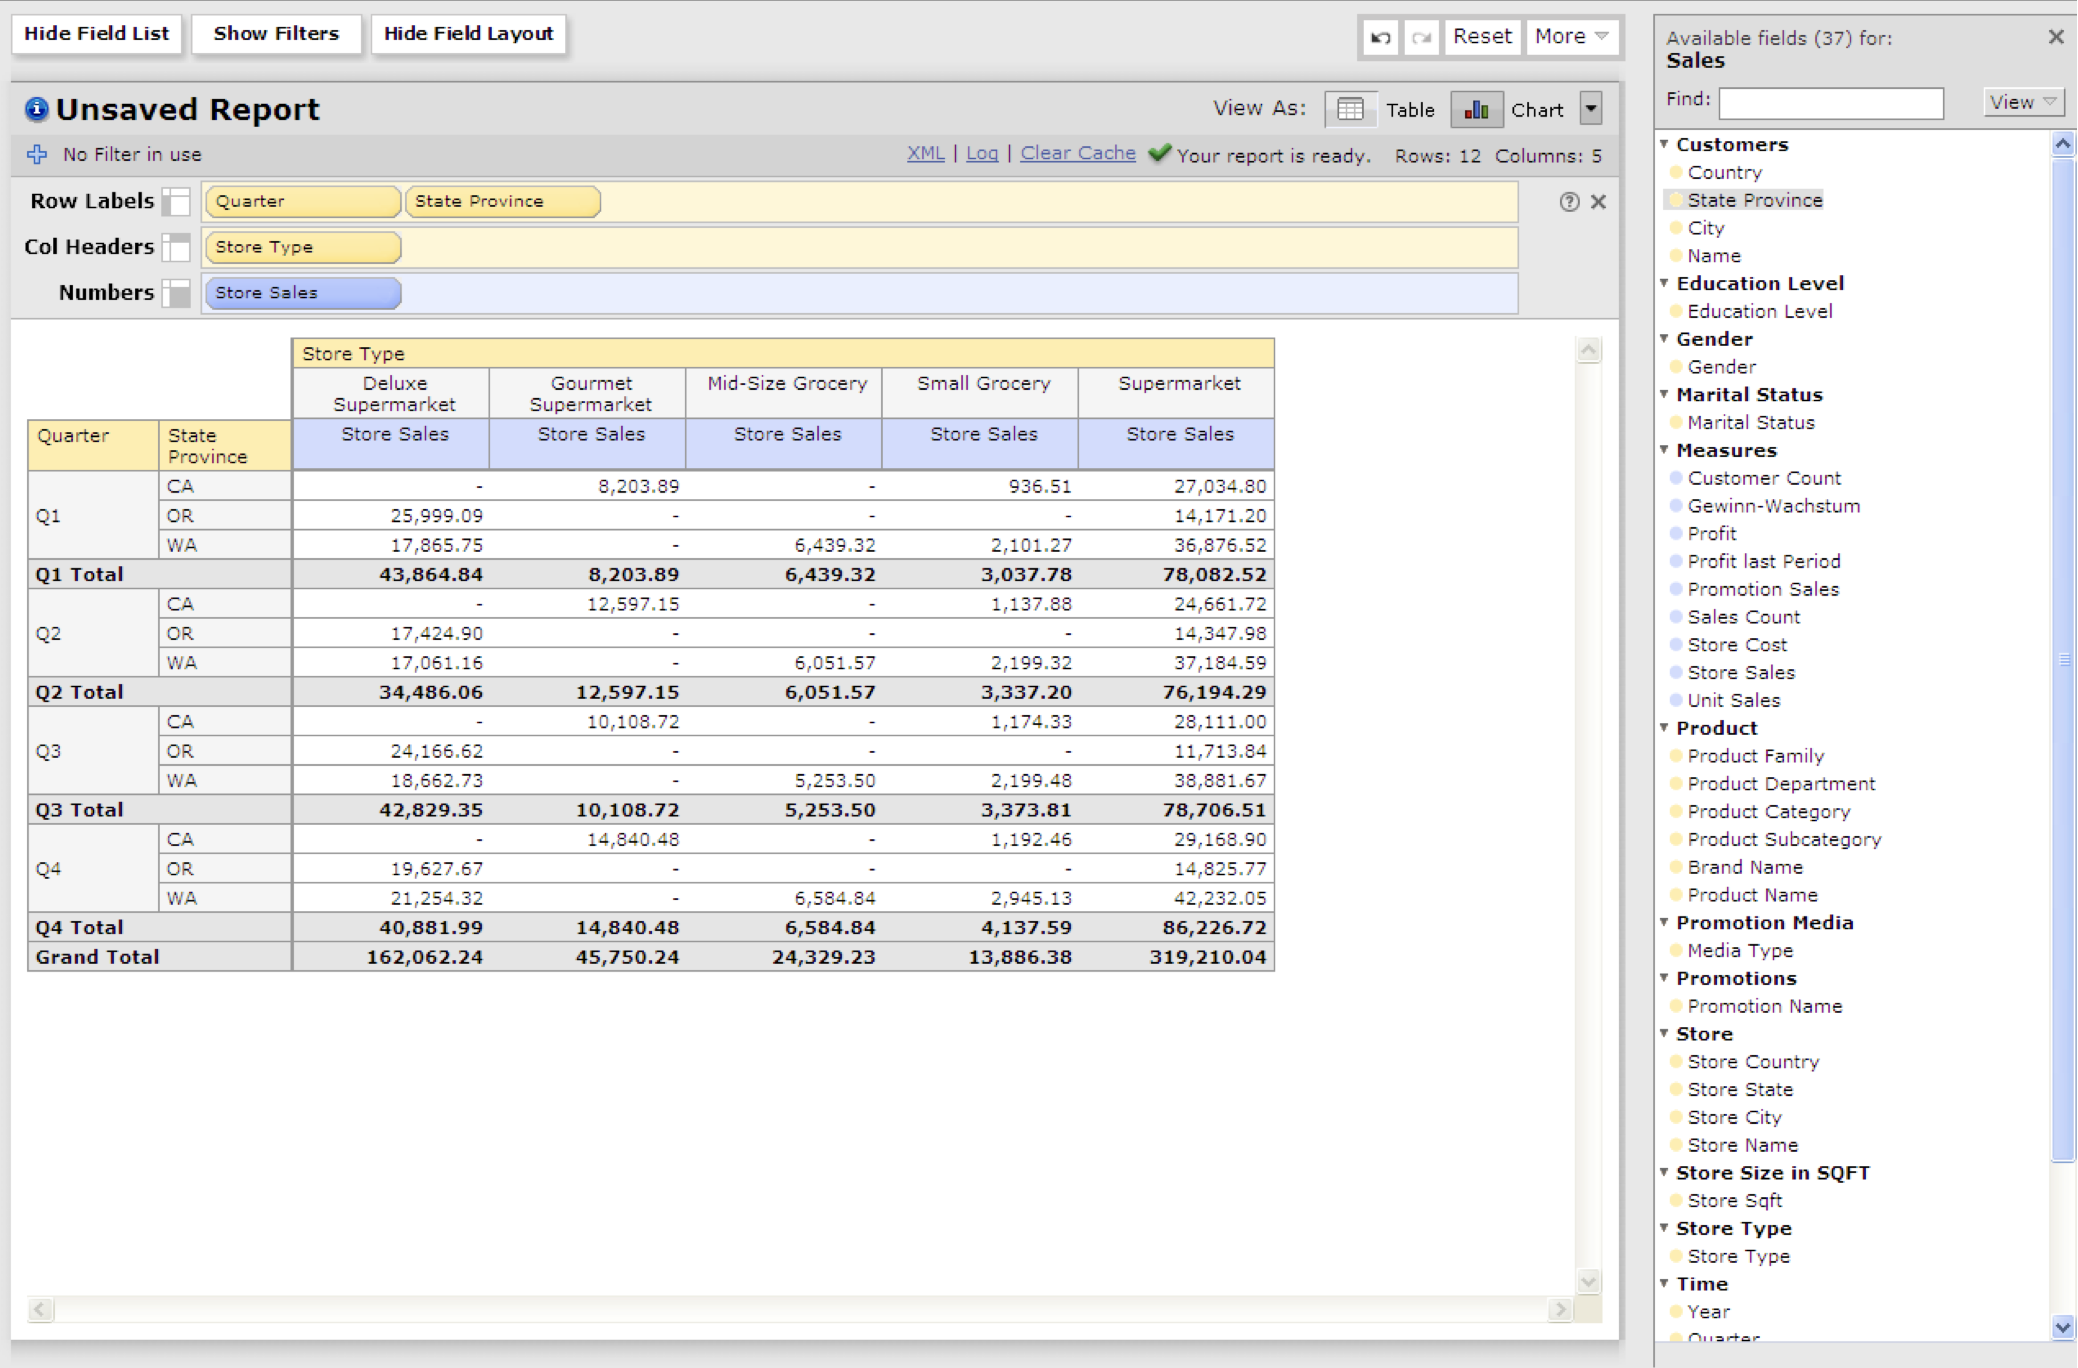 Hide Field List Show Filters Hide Field Layout Reset More
Unsaved Report View As: Table Chart
No Filter in use XML | Log | Clear Cache Your report is ready. Rows: 12 Columns: 5
Row Labels Quarter State Province
Col Headers Store Type
Numbers Store Sales
Store Type
Deluxe Supermarket Gourmet Supermarket Mid-Size Grocery Small Grocery Supermarket
Quarter State Province Store Sales Store Sales Store Sales Store Sales Store Sales
Q1 CA - 8,203.89 - 936.51 27,034.80
OR 25,999.09 - - - 14,171.20
WA 17,865.75 - 6,439.32 2,101.27 36,876.52
Q1 Total 43,864.84 8,203.89 6,439.32 3,037.78 78,082.52
Q2 CA - 12,597.15 - 1,137.88 24,661.72
OR 17,424.90 - - - 14,347.98
WA 17,061.16 - 6,051.57 2,199.32 37,184.59
Q2 Total 34,486.06 12,597.15 6,051.57 3,337.20 76,194.29
Q3 CA - 10,108.72 - 1,174.33 28,111.00
OR 24,166.62 - - - 11,713.84
WA 18,662.73 - 5,253.50 2,199.48 38,881.67
Q3 Total 42,829.35 10,108.72 5,253.50 3,373.81 78,706.51
Q4 CA - 14,840.48 - 1,192.46 29,168.90
OR 19,627.67 - - - 14,825.77
WA 21,254.32 - 6,584.84 2,945.13 42,232.05
Q4 Total 40,881.99 14,840.48 6,584.84 4,137.59 86,226.72
Grand Total 162,062.24 45,750.24 24,329.23 13,886.38 319,210.04
Available fields (37) for:
Sales
Find: View
Customers
Country
State Province
City
Name
Education Level
Education Level
Gender
Gender
Marital Status
Marital Status
Measures
Customer Count
Gewinn-Wachstum
Profit
Profit last Period
Promotion Sales
Sales Count
Store Cost
Store Sales
Unit Sales
Product
Product Family
Product Department
Product Category
Product Subcategory
Brand Name
Product Name
Promotion Media
Media Type
Promotions
Promotion Name
Store
Store Country
Store State
Store City
Store Name
Store Size in SQFT
Store Sqft
Store Type
Store Type
Time
Year
Quarter